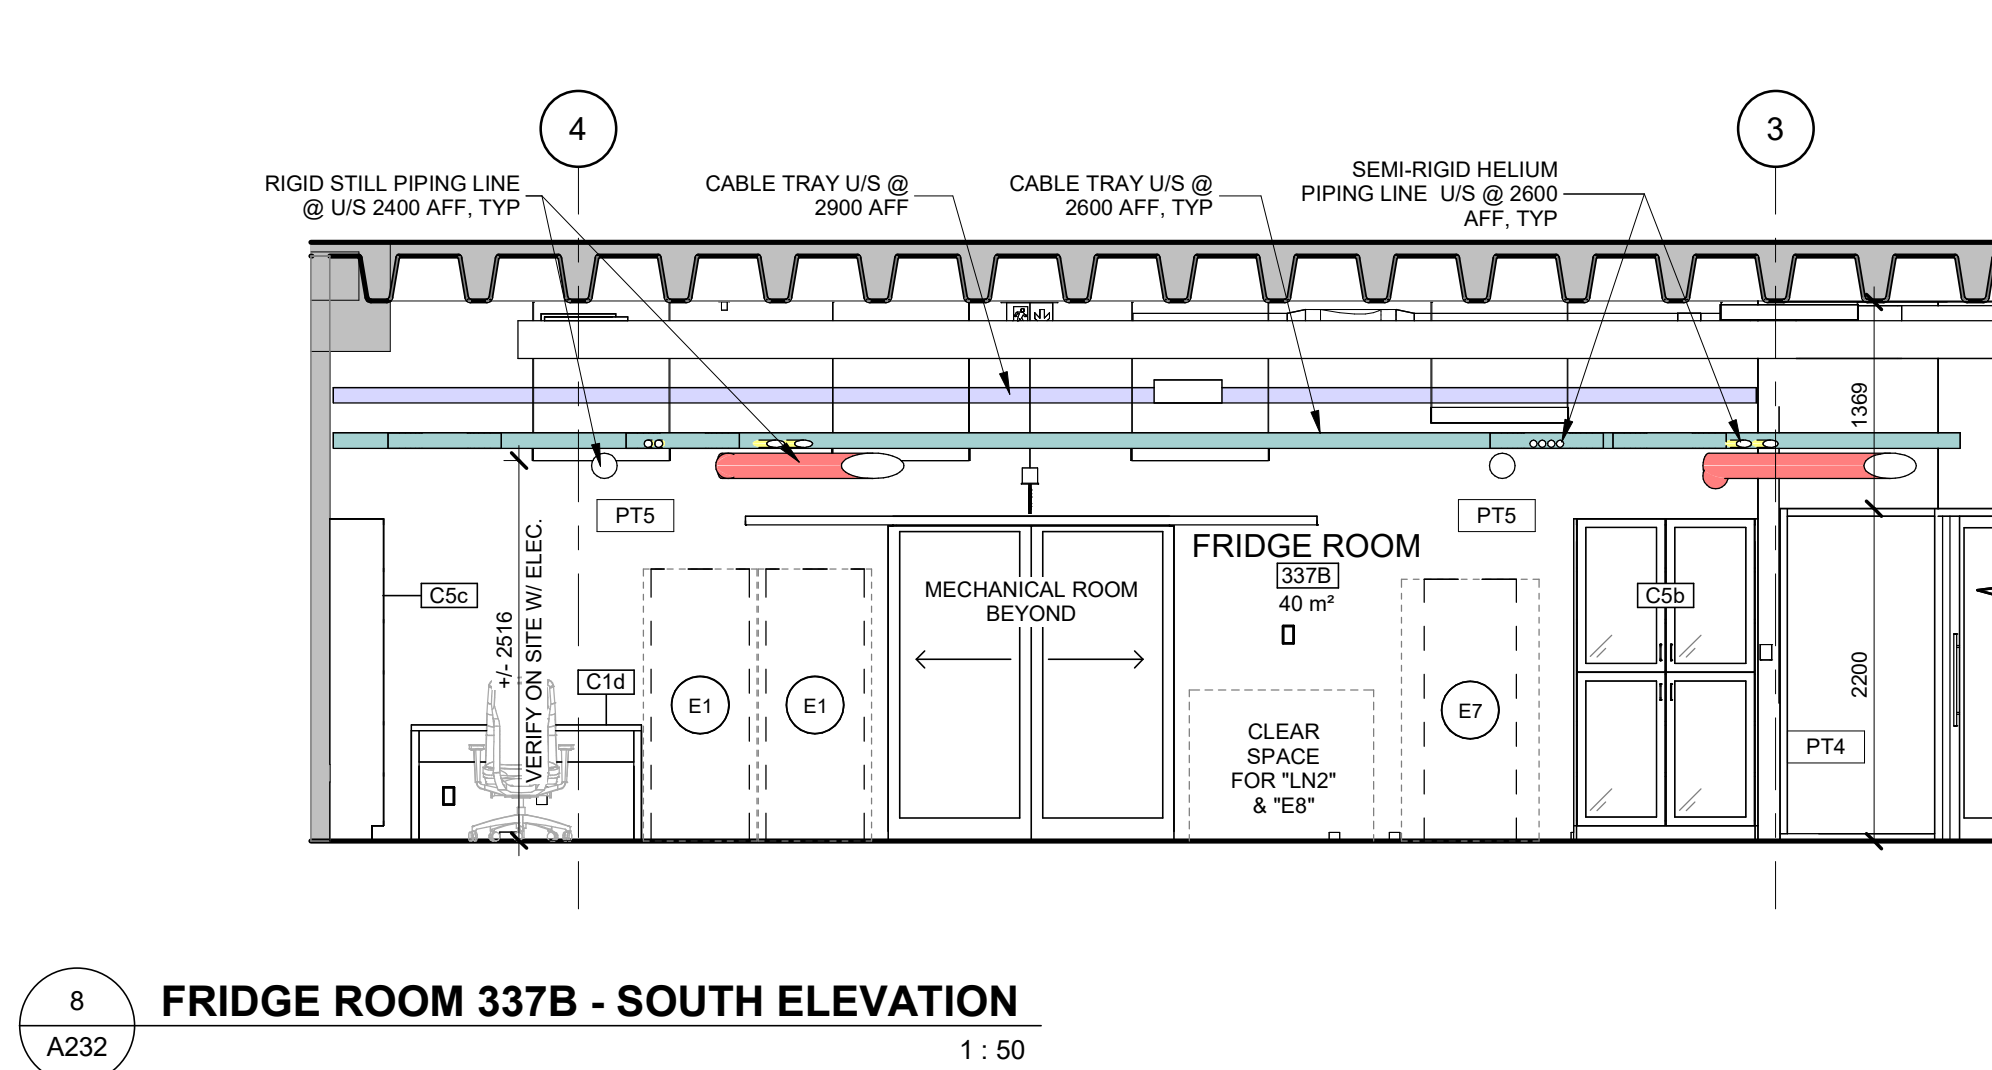 4
3
RIGID STILL PIPING LINE
@ U/S 2400 AFF, TYP
CABLE TRAY U/S @
2900 AFF
CABLE TRAY U/S @
2600 AFF, TYP
SEMI-RIGID HELIUM
PIPING LINE U/S @ 2600
AFF, TYP
1369
PT5
PT5
FRIDGE ROOM
337B
40 m²
MECHANICAL ROOM
BEYOND
C5c
C5b
+/- 2516
VERIFY ON SITE W/ ELEC.
C1d
E1
E1
E7
2200
CLEAR
SPACE
FOR "LN2"
& "E8"
PT4
8
A232
FRIDGE ROOM 337B - SOUTH ELEVATION
1 : 50